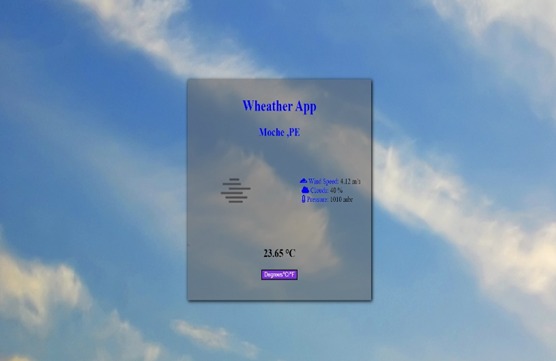 Wheather App
Moche ,PE
Wind Speed: 4.12 m/s
Clouds: 40 %
Pressure: 1010 mbr
23.65 °C
Degrees°C/°F